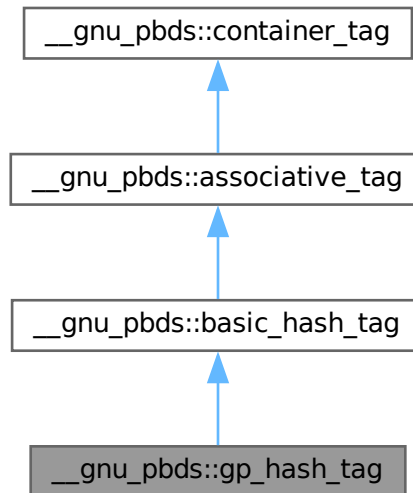 __gnu_pbds::container_tag
__gnu_pbds::associative_tag
__gnu_pbds::basic_hash_tag
__gnu_pbds::gp_hash_tag